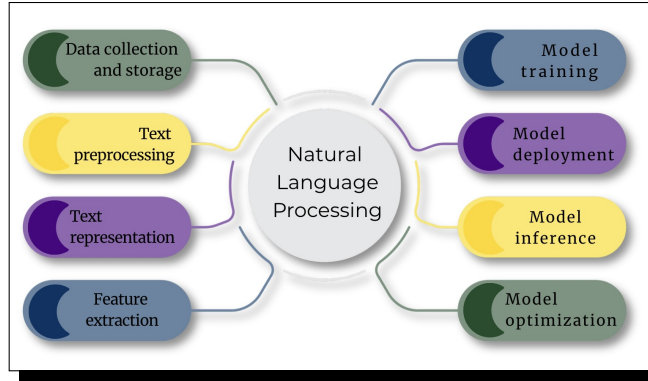 Data collection
and storage
Text
preprocessing
Text
representation
Feature
extraction
Natural
Language
Processing
Model
training
Model
deployment
Model
inference
Model
optimization